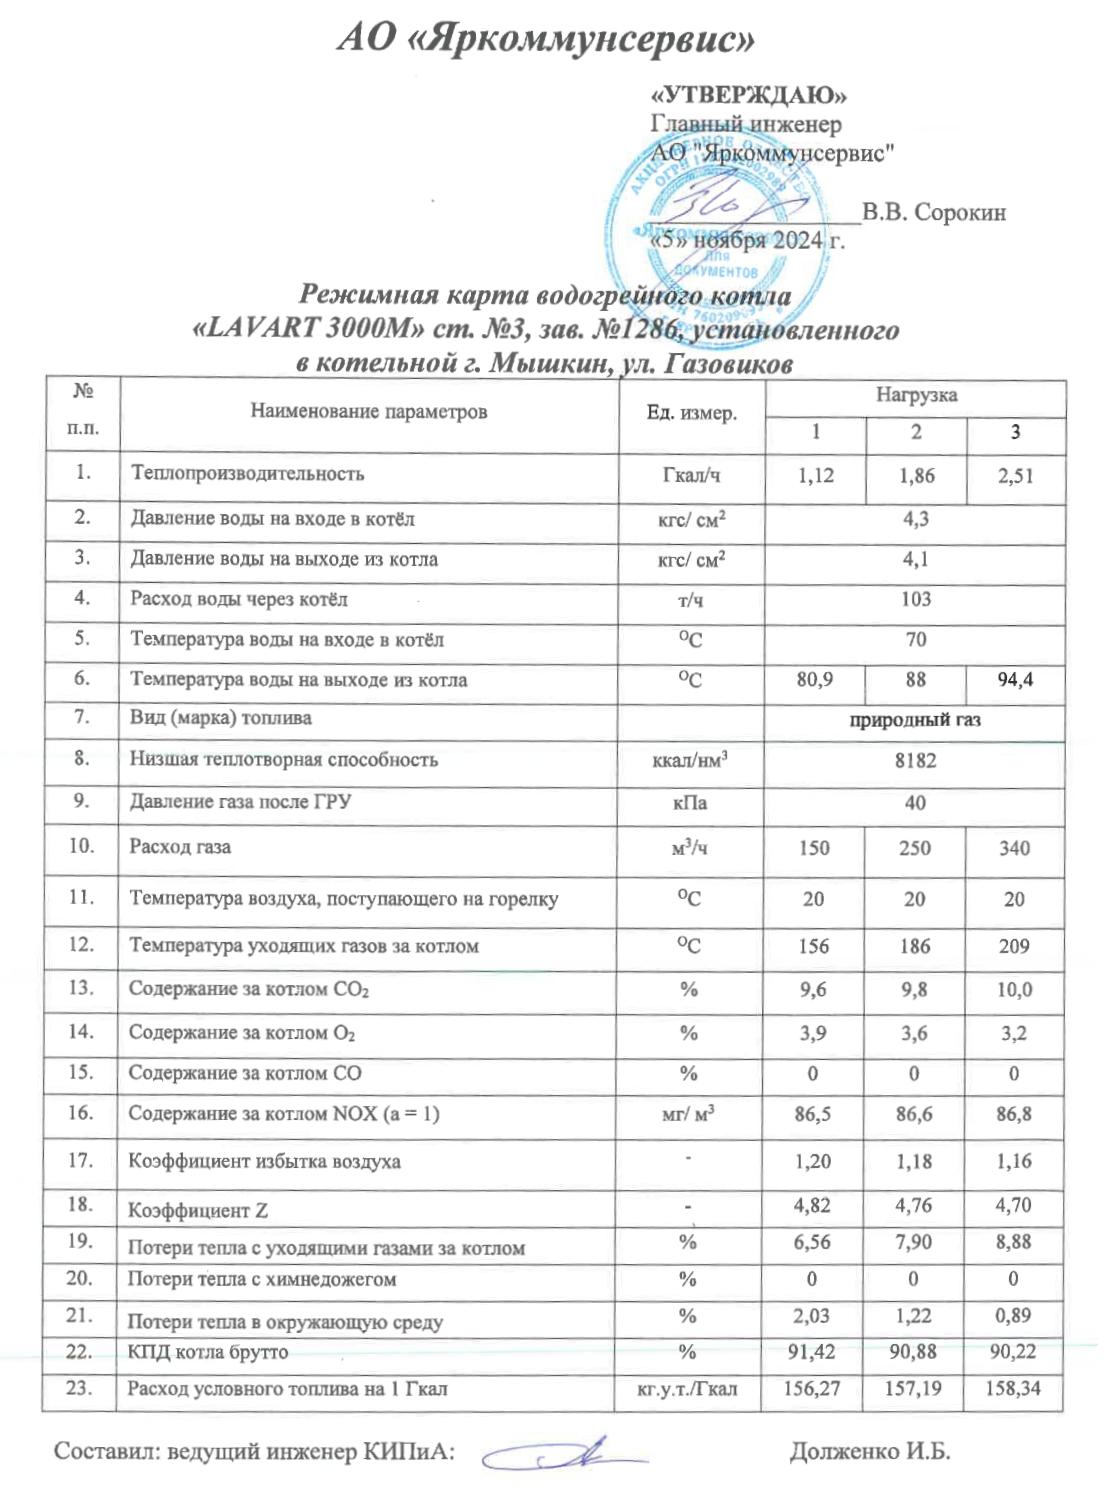 АО «Яркоммунсервис»
«УТВЕРЖДАЮ»
Главный инженер
АО "Яркоммунсервис"
В.В. Сорокин
«5» ноября 2024 г.
для
ДОКУМЕНТОВ
Режимная карта водогрейного котла
«LAVART 3000М» ст. №3, зав. №1286, установленного
в котельной г. Мышкин, ул. Газовиков
№ п.п. Наименование параметров Ед. измер. Нагрузка
1 2 3
1. Теплопроизводительность Гкал/ч 1,12 1,86 2,51
2. Давление воды на входе в котёл кгс/ см² 4,3
3. Давление воды на выходе из котла кгс/ см² 4,1
4. Расход воды через котёл т/ч 103
5. Температура воды на входе в котёл ᴼС 70
6. Температура воды на выходе из котла ᴼС 80,9 88 94,4
7. Вид (марка) топлива природный газ
8. Низшая теплотворная способность ккал/нм³ 8182
9. Давление газа после ГРУ кПа 40
10. Расход газа м³/ч 150 250 340
11. Температура воздуха, поступающего на горелку ᴼС 20 20 20
12. Температура уходящих газов за котлом ᴼС 156 186 209
13. Содержание за котлом CO₂ % 9,6 9,8 10,0
14. Содержание за котлом O₂ % 3,9 3,6 3,2
15. Содержание за котлом СО % 0 0 0
16. Содержание за котлом NOX (a = 1) мг/ м³ 86,5 86,6 86,8
17. Коэффициент избытка воздуха - 1,20 1,18 1,16
18. Коэффициент Z - 4,82 4,76 4,70
19. Потери тепла с уходящими газами за котлом % 6,56 7,90 8,88
20. Потери тепла с химнедожегом % 0 0 0
21. Потери тепла в окружающую среду % 2,03 1,22 0,89
22. КПД котла брутто % 91,42 90,88 90,22
23. Расход условного топлива на 1 Гкал кг.у.т./Гкал 156,27 157,19 158,34
Составил: ведущий инженер КИПиА: Долженко И.Б.